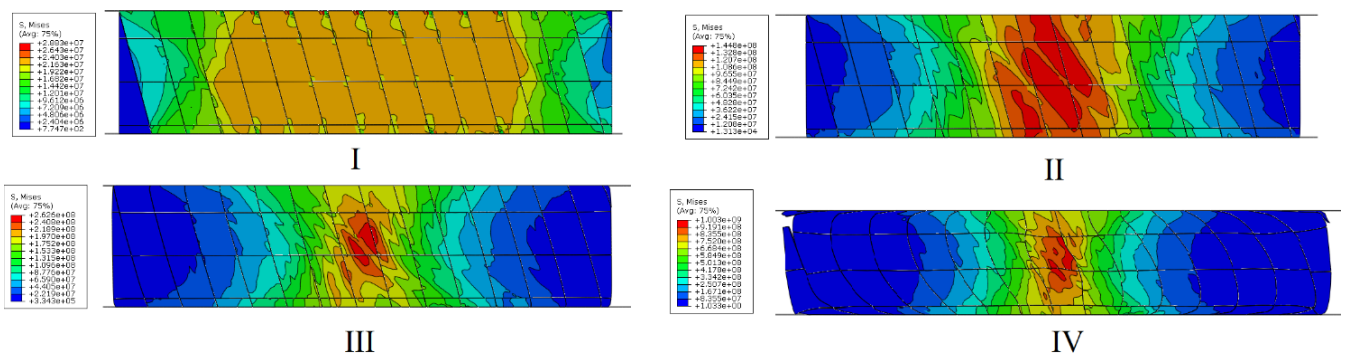 S, Mises
(Avg: 75%)
+2.883e+07
+2.643e+07
+2.403e+07
+2.163e+07
+1.922e+07
+1.682e+07
+1.442e+07
+1.201e+07
+9.612e+06
+7.209e+06
+4.806e+06
+2.404e+06
+7.747e+02
I
S, Mises
(Avg: 75%)
+1.448e+08
+1.328e+08
+1.207e+08
+1.086e+08
+9.655e+07
+8.449e+07
+7.242e+07
+6.035e+07
+4.828e+07
+3.622e+07
+2.415e+07
+1.208e+07
+1.313e+04
II
S, Mises
(Avg: 75%)
+2.626e+08
+2.408e+08
+2.189e+08
+1.970e+08
+1.752e+08
+1.533e+08
+1.315e+08
+1.096e+08
+8.776e+07
+6.590e+07
+4.405e+07
+2.219e+07
+3.343e+05
III
S, Mises
(Avg: 75%)
+1.003e+09
+9.191e+08
+8.355e+08
+7.520e+08
+6.684e+08
+5.849e+08
+5.013e+08
+4.178e+08
+3.342e+08
+2.507e+08
+1.671e+08
+8.355e+07
+1.033e+00
IV